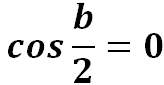 cos b/2 = 0